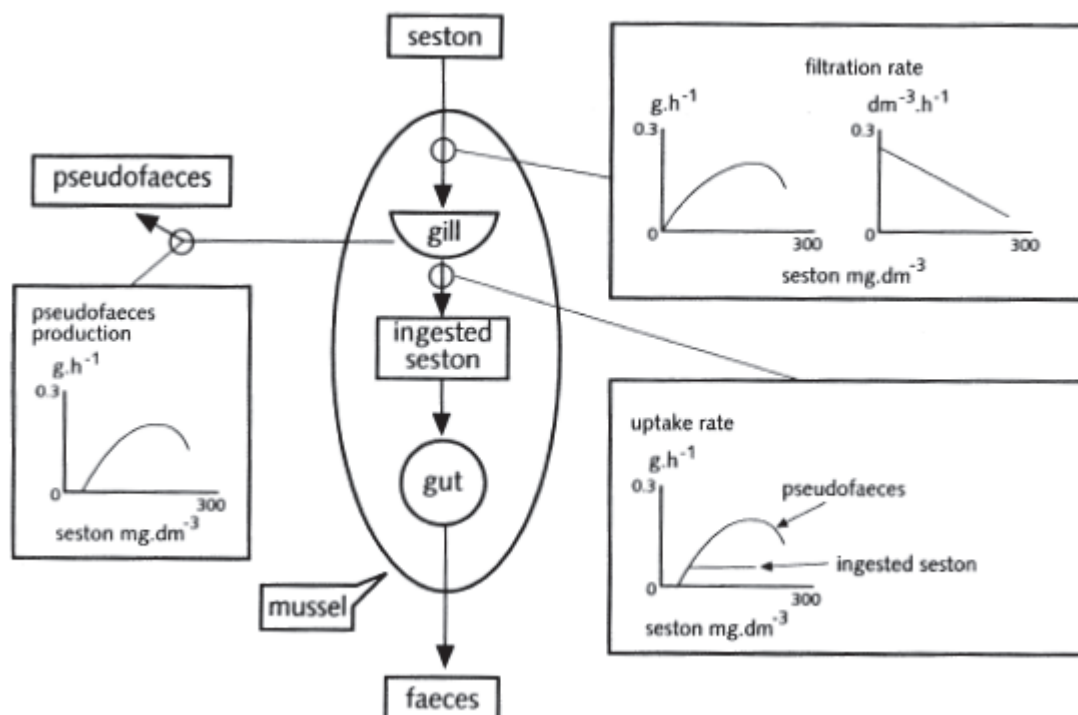 seston
filtration rate
g.h⁻¹
dm⁻³.h⁻¹
0.3
0.3
0
300
0
300
seston mg.dm⁻³
pseudofaeces
gill
pseudofaeces
production
g.h⁻¹
0.3
0
300
seston mg.dm⁻³
ingested
seston
gut
mussel
faeces
uptake rate
g.h⁻¹
0.3
pseudofaeces
ingested seston
0
300
seston mg.dm⁻³